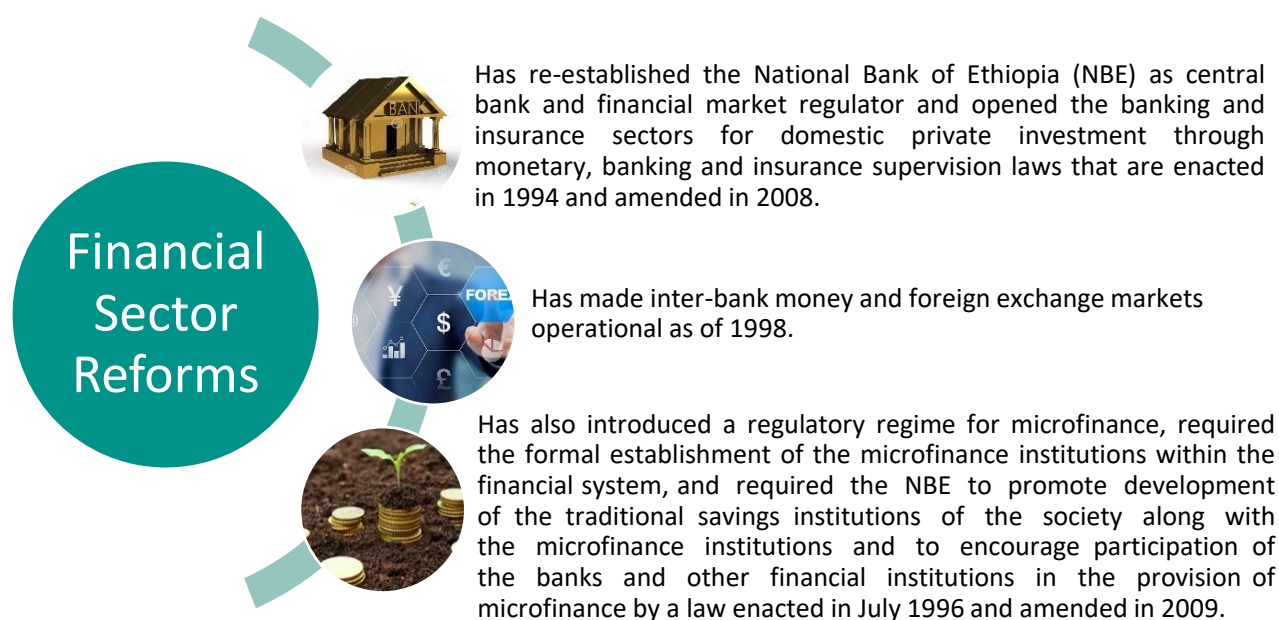 Financial
Sector
Reforms
BANK
Has re-established the National Bank of Ethiopia (NBE) as central
bank and financial market regulator and opened the banking and
insurance sectors for domestic private investment through
monetary, banking and insurance supervision laws that are enacted
in 1994 and amended in 2008.
€
¥
FORE
$
£
Has made inter-bank money and foreign exchange markets
operational as of 1998.
Has also introduced a regulatory regime for microfinance, required
the formal establishment of the microfinance institutions within the
financial system, and required the NBE to promote development
of the traditional savings institutions of the society along with
the microfinance institutions and to encourage participation of
the banks and other financial institutions in the provision of
microfinance by a law enacted in July 1996 and amended in 2009.